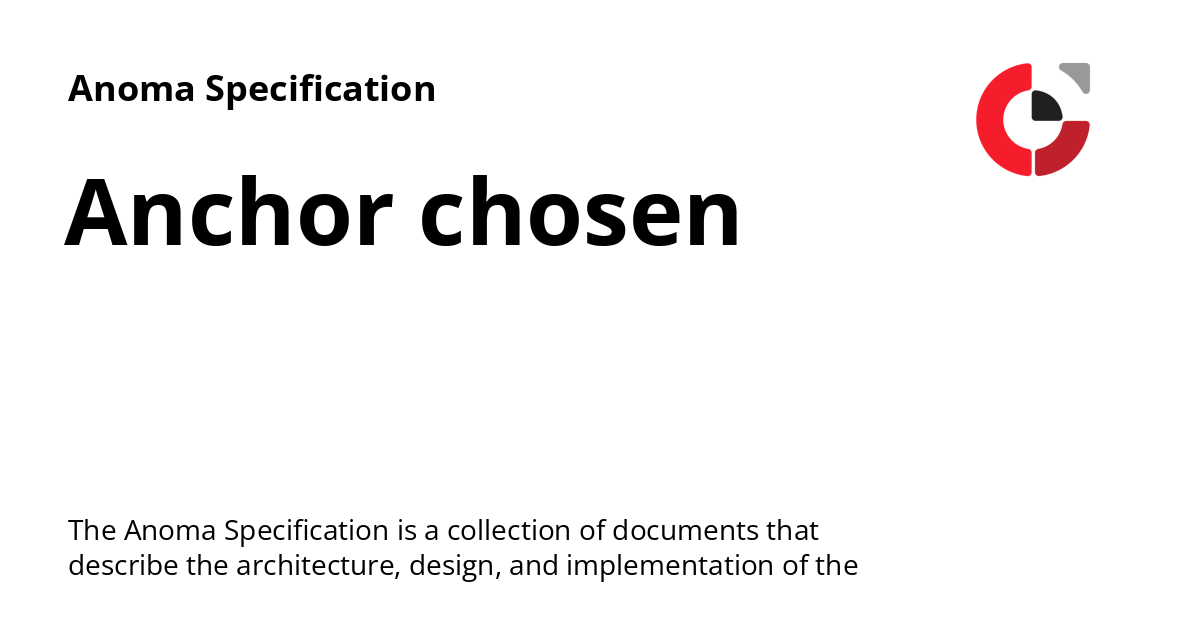 Anoma Specification
Anchor chosen
The Anoma Specification is a collection of documents that
describe the architecture, design, and implementation of the